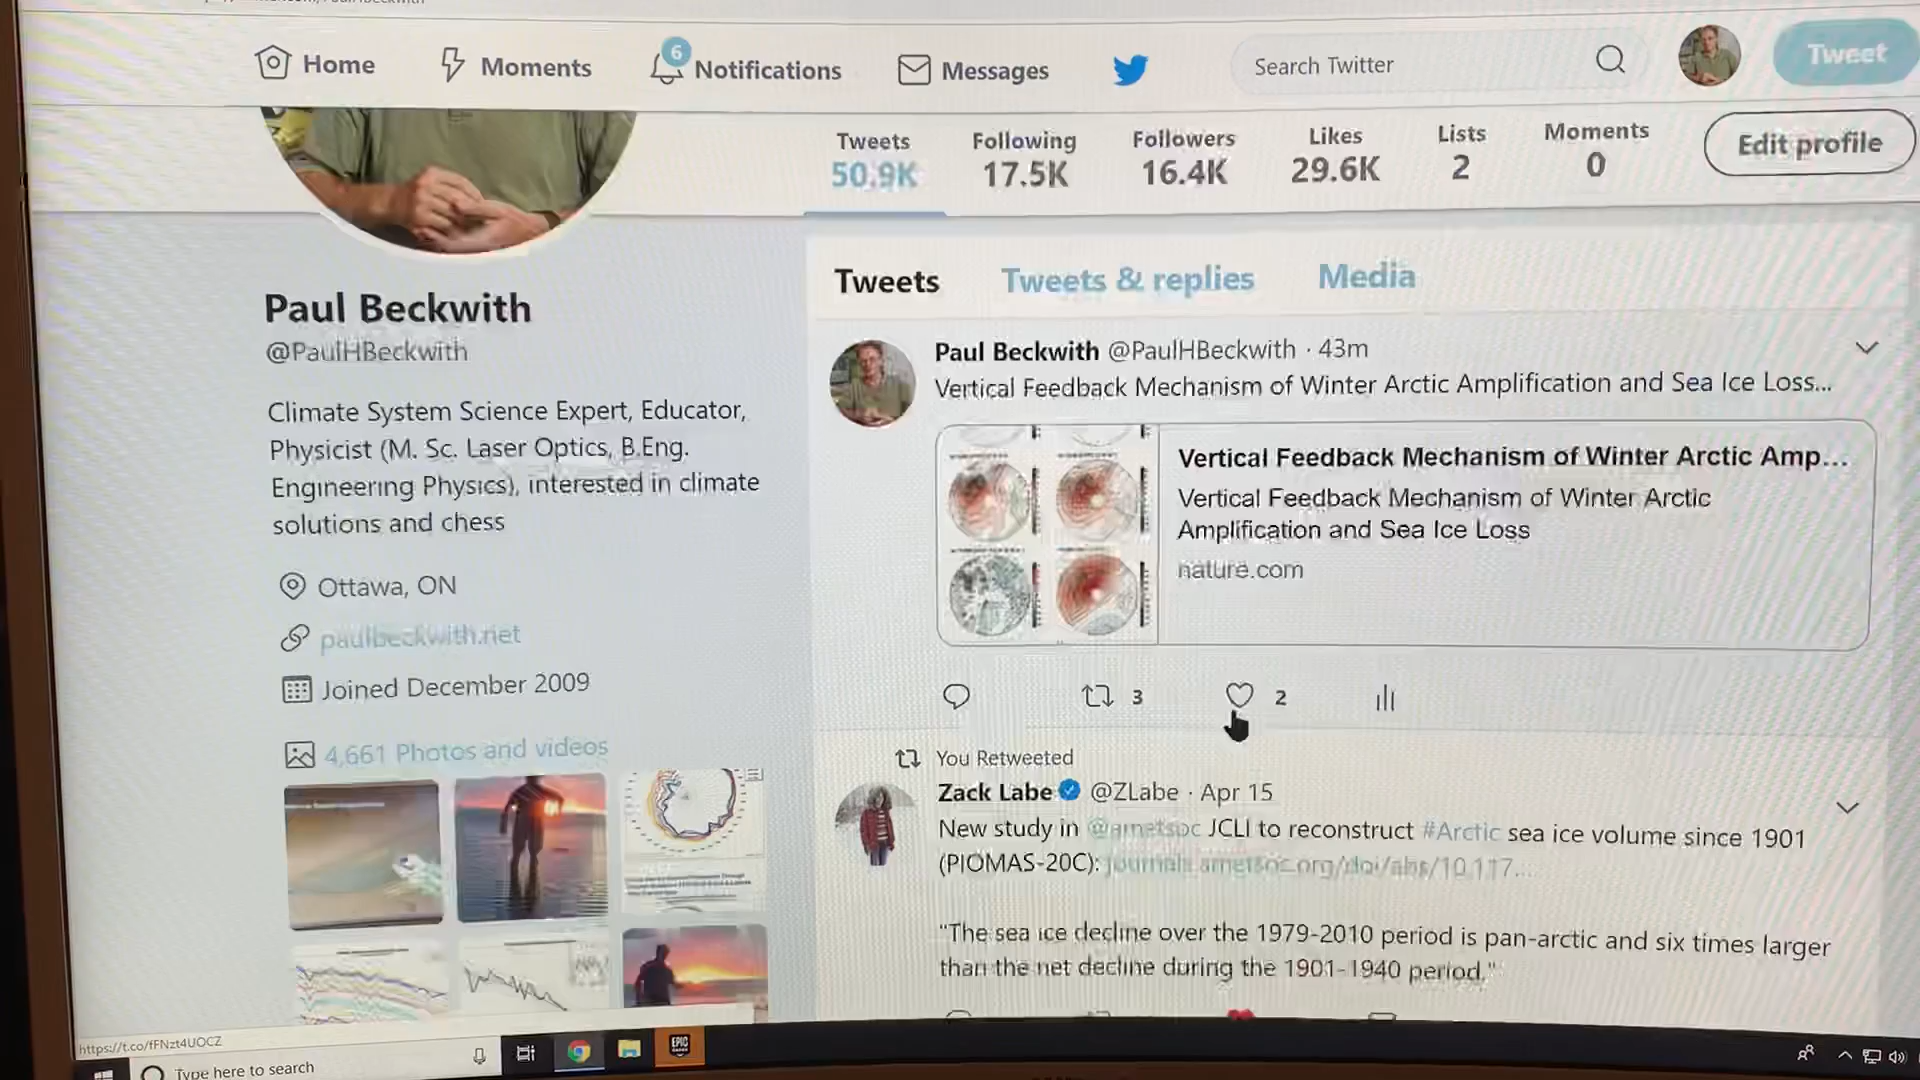 Home
Moments
6
Notifications
Messages
Search Twitter
Tweet
Tweets
50.9K
Following
17.5K
Followers
16.4K
Likes
29.6K
Lists
2
Moments
0
Edit profile
Paul Beckwith
@PaulHBeckwith
Climate System Science Expert, Educator,
Physicist (M. Sc. Laser Optics, B.Eng.
Engineering Physics), interested in climate
solutions and chess
Ottawa, ON
paulbeckwith.net
Joined December 2009
4,661 Photos and videos
Tweets
Tweets & replies
Media
Paul Beckwith @PaulHBeckwith · 43m
Vertical Feedback Mechanism of Winter Arctic Amplification and Sea Ice Loss...
Vertical Feedback Mechanism of Winter Arctic Amp...
Vertical Feedback Mechanism of Winter Arctic
Amplification and Sea Ice Loss
nature.com
3
2
You Retweeted
Zack Labe @ZLabe · Apr 15
New study in @ametsoc JCLI to reconstruct #Arctic sea ice volume since 1901
(PIOMAS-20C): journals.ametsoc.org/doi/abs/10.117...
"The sea ice decline over the 1979-2010 period is pan-arctic and six times larger
than the net decline during the 1901-1940 period."
https://t.co/fFNzt4UOCZ
Type here to search
EPIC